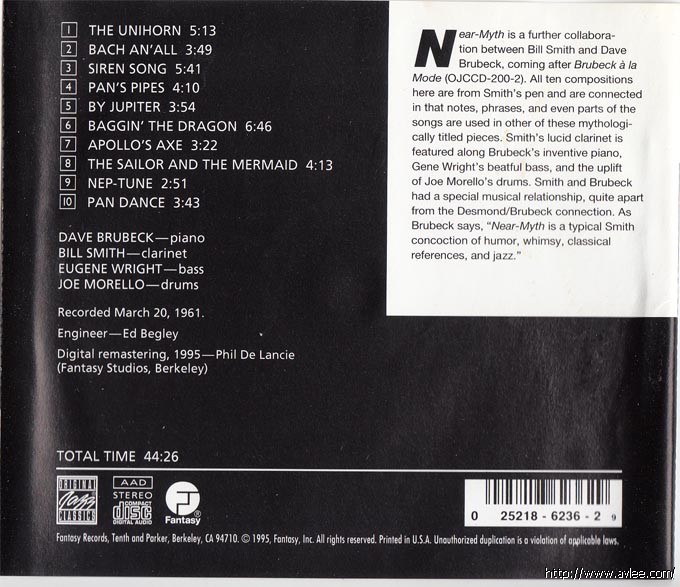 1 THE UNIHORN 5:13
2 BACH AN'ALL 3:49
3 SIREN SONG 5:41
4 PAN'S PIPES 4:10
5 BY JUPITER 3:54
6 BAGGIN' THE DRAGON 6:46
7 APOLLO'S AXE 3:22
8 THE SAILOR AND THE MERMAID 4:13
9 NEP-TUNE 2:51
10 PAN DANCE 3:43
DAVE BRUBECK—piano
BILL SMITH—clarinet
EUGENE WRIGHT—bass
JOE MORELLO—drums
Recorded March 20, 1961.
Engineer—Ed Begley
Digital remastering, 1995—Phil De Lancie
(Fantasy Studios, Berkeley)
Near-Myth is a further collabora-
tion between Bill Smith and Dave
Brubeck, coming after Brubeck à la
Mode (OJCCD-200-2). All ten compositions
here are from Smith's pen and are connected
in that notes, phrases, and even parts of the
songs are used in other of these mythologi-
cally titled pieces. Smith's lucid clarinet is
featured along Brubeck's inventive piano,
Gene Wright's beatful bass, and the uplift
of Joe Morello's drums. Smith and Brubeck
had a special musical relationship, quite apart
from the Desmond/Brubeck connection. As
Brubeck says, "Near-Myth is a typical Smith
concoction of humor, whimsy, classical
references, and jazz."
TOTAL TIME 44:26
ORIGINAL
Jazz
CLASSICS
AAD
STEREO
COMPACT
disc
DIGITAL AUDIO
F
Fantasy®
0 25218-6236-2 9
Fantasy Records, Tenth and Parker, Berkeley, CA 94710. © 1995, Fantasy, Inc. All rights reserved. Printed in U.S.A. Unauthorized duplication is a violation of applicable laws.
http://www.avlee.com/